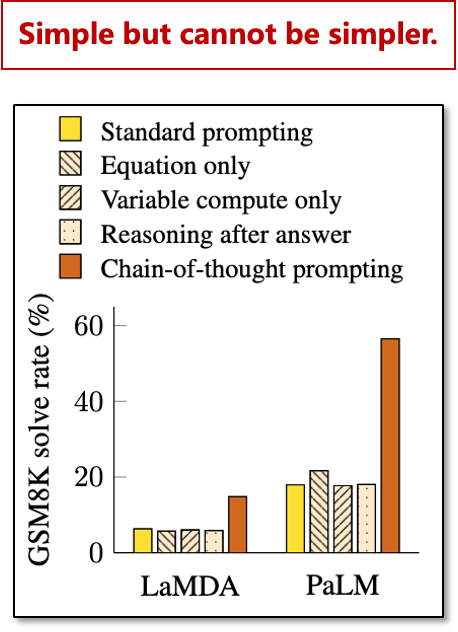 Simple but cannot be simpler.
Standard prompting
Equation only
Variable compute only
Reasoning after answer
Chain-of-thought prompting
GSM8K solve rate (%)
60
40
20
0
LaMDA
PaLM